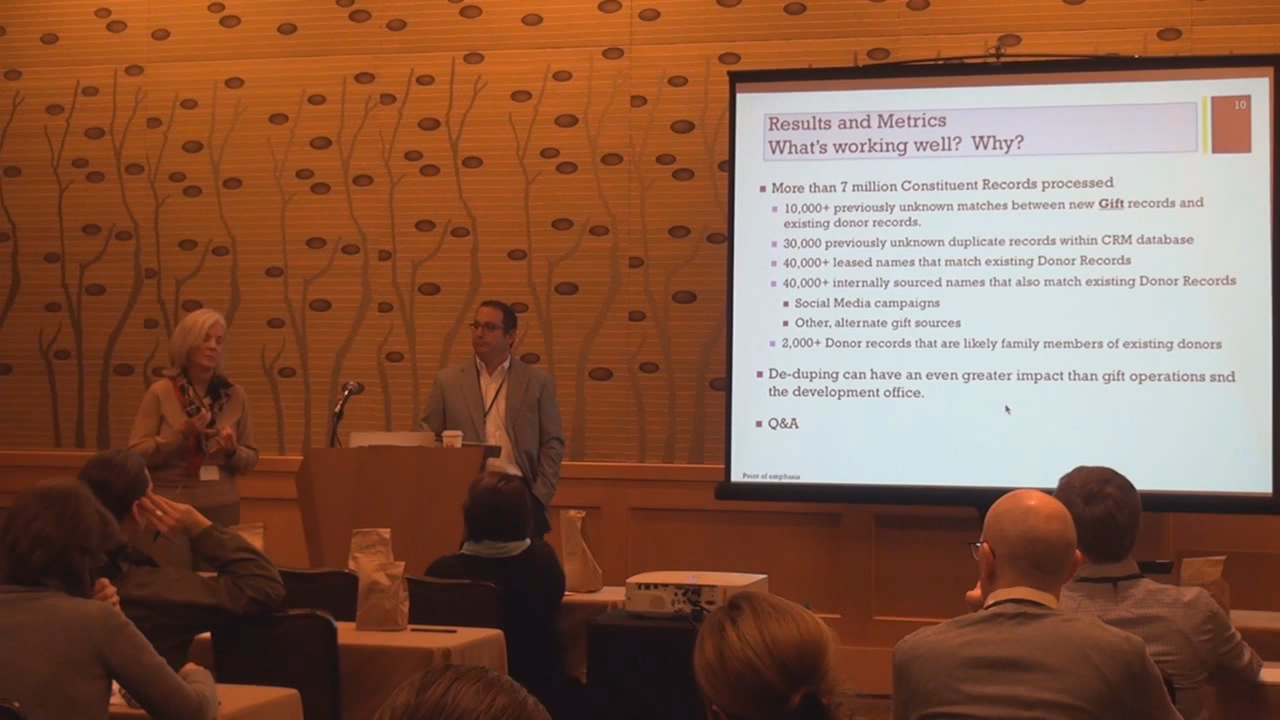 10
Results and Metrics
What's working well? Why?
More than 7 million Constituent Records processed
10,000+ previously unknown matches between new Gift records and
existing donor records.
30,000 previously unknown duplicate records within CRM database
40,000+ leased names that match existing Donor Records
40,000+ internally sourced names that also match existing Donor Records
Social Media campaigns
Other, alternate gift sources
2,000+ Donor records that are likely family members of existing donors
De-duping can have an even greater impact than gift operations snd
the development office.
Q&A
Point of emphasis